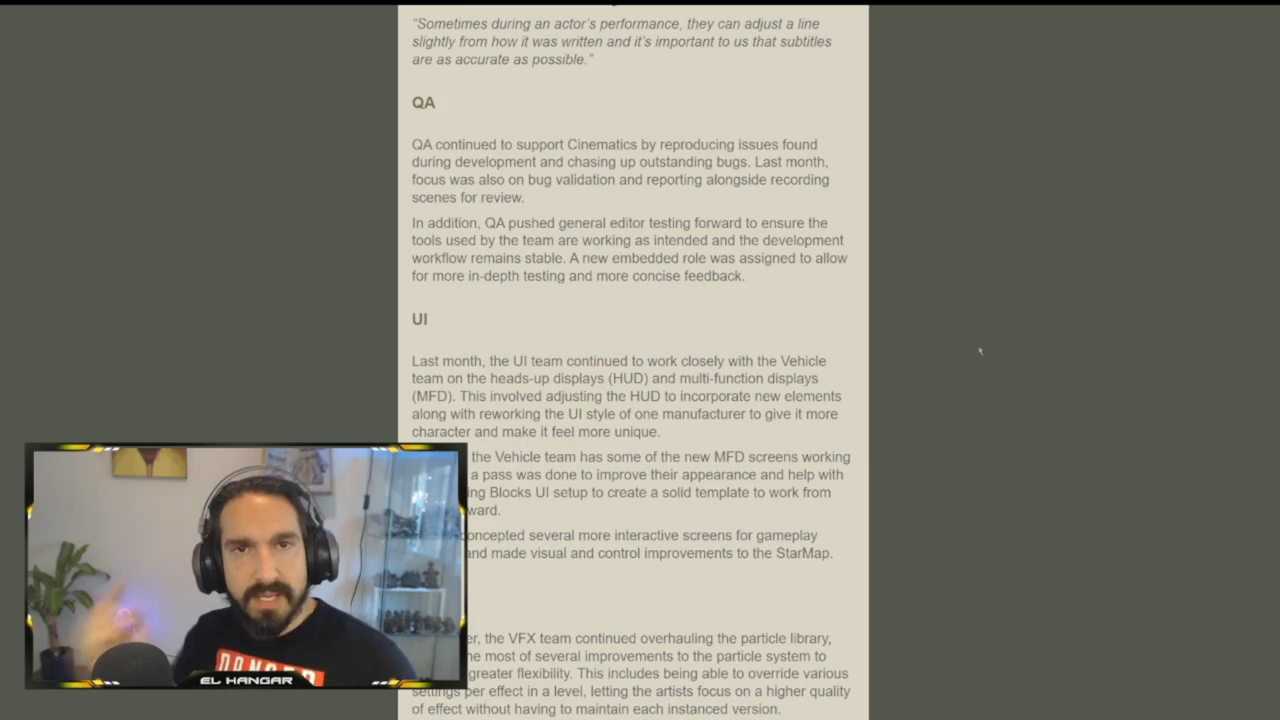 “Sometimes during an actor’s performance, they can adjust a line
slightly from how it was written and it’s important to us that subtitles
are as accurate as possible.”
QA
QA continued to support Cinematics by reproducing issues found
during development and chasing up outstanding bugs. Last month,
focus was also on bug validation and reporting alongside recording
scenes for review.
In addition, QA pushed general editor testing forward to ensure the
tools used by the team are working as intended and the development
workflow remains stable. A new embedded role was assigned to allow
for more in-depth testing and more concise feedback.
UI
Last month, the UI team continued to work closely with the Vehicle
team on the heads-up displays (HUD) and multi-function displays
(MFD). This involved adjusting the HUD to incorporate new elements
along with reworking the UI style of one manufacturer to give it more
character and make it feel more unique.
the Vehicle team has some of the new MFD screens working
a pass was done to improve their appearance and help with
Blocks UI setup to create a solid template to work from
several more interactive screens for gameplay
and made visual and control improvements to the StarMap.
the VFX team continued overhauling the particle library,
most of several improvements to the particle system to
greater flexibility. This includes being able to override various
settings per effect in a level, letting the artists focus on a higher quality
of effect without having to maintain each instanced version.
DANGER
EL HANGAR